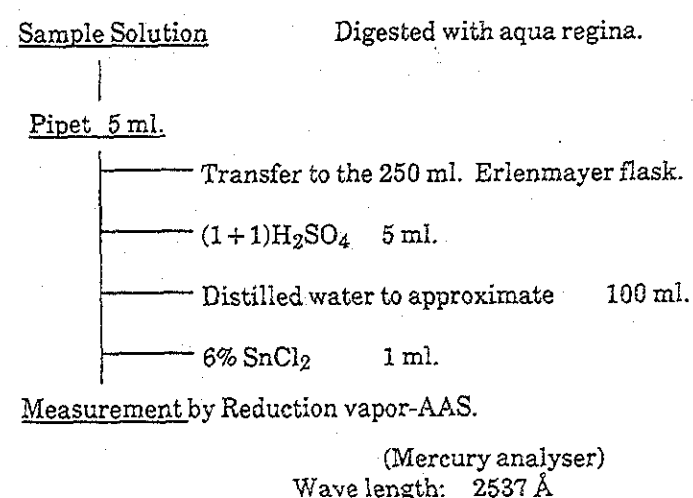 Sample Solution Digested with aqua regina.
Pipet 5 ml.
Transfer to the 250 ml. Erlenmayer flask.
(1+1)H₂SO₄ 5 ml.
Distilled water to approximate 100 ml.
6% SnCl₂ 1 ml.
Measurement by Reduction vapor-AAS.
(Mercury analyser)
Wave length: 2537 Å